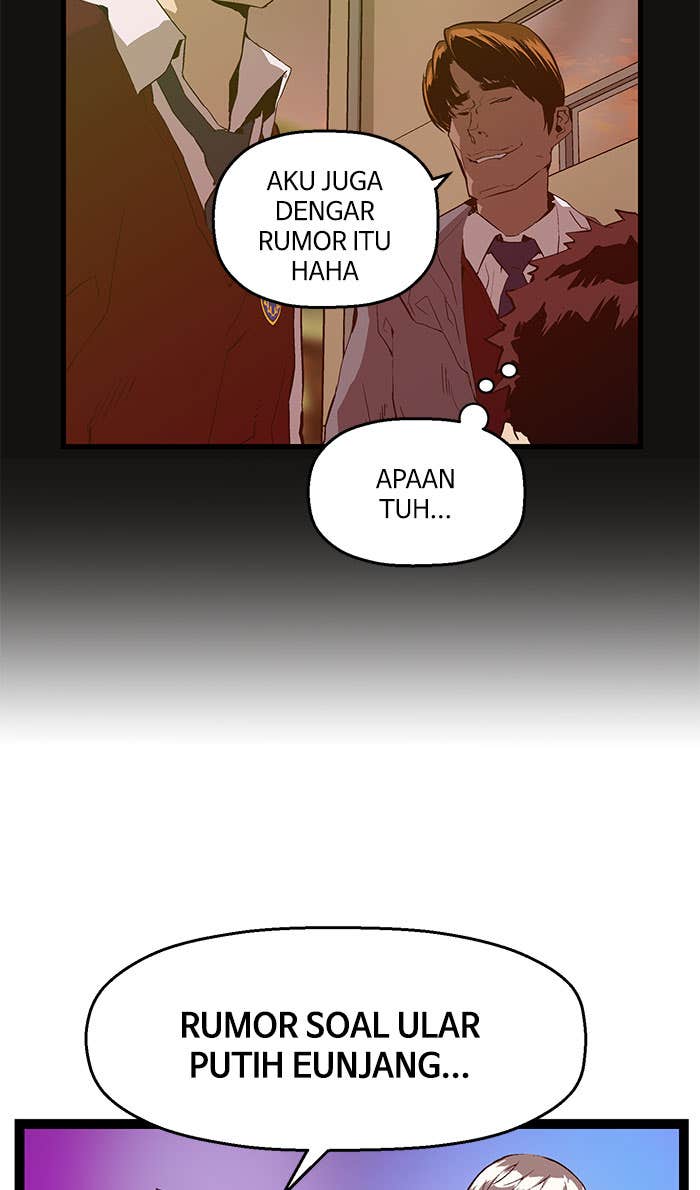 AKU JUGA
DENGAR
RUMOR ITU
HAHA
APAAN
TUH...
RUMOR SOAL ULAR
PUTIH EUNJANG...